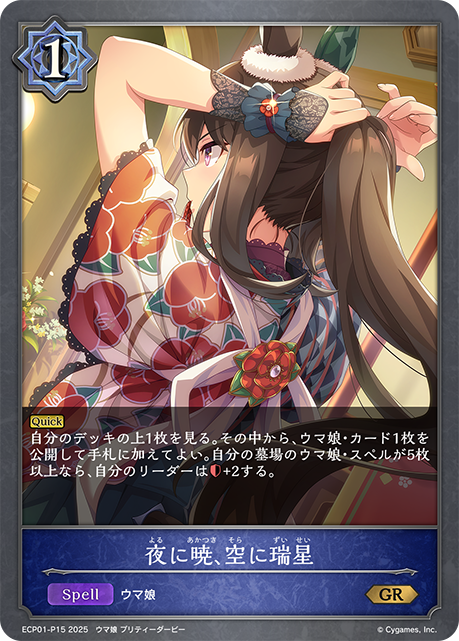 1
Quick
自分のデッキの上1枚を見る。その中から、ウマ娘・カード1枚を
公開して手札に加えてよい。自分の墓場のウマ娘・スペルが5枚
以上なら、自分のリーダーは+2する。
よる あかつき そら ずいせい
夜に暁、空に瑞星
Spell ウマ娘
GR
ECP01-P15 2025 ウマ娘 プリティーダービー
© Cygames, Inc.